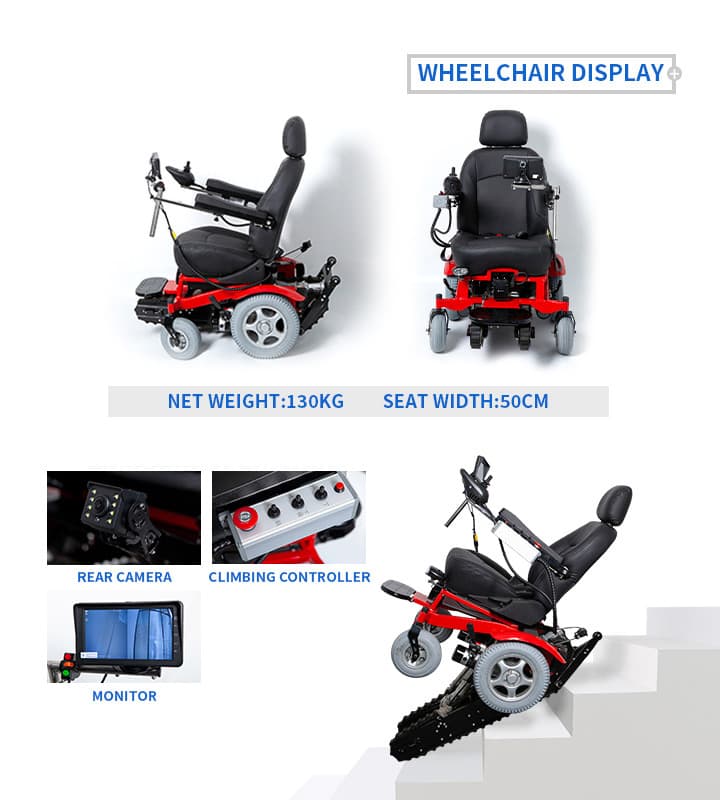 WHEELCHAIR DISPLAY
NET WEIGHT:130KG SEAT WIDTH:50CM
REAR CAMERA CLIMBING CONTROLLER
MONITOR